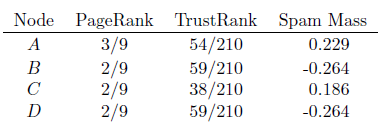 Node PageRank TrustRank Spam Mass
A 3/9 54/210 0.229
B 2/9 59/210 -0.264
C 2/9 38/210 0.186
D 2/9 59/210 -0.264